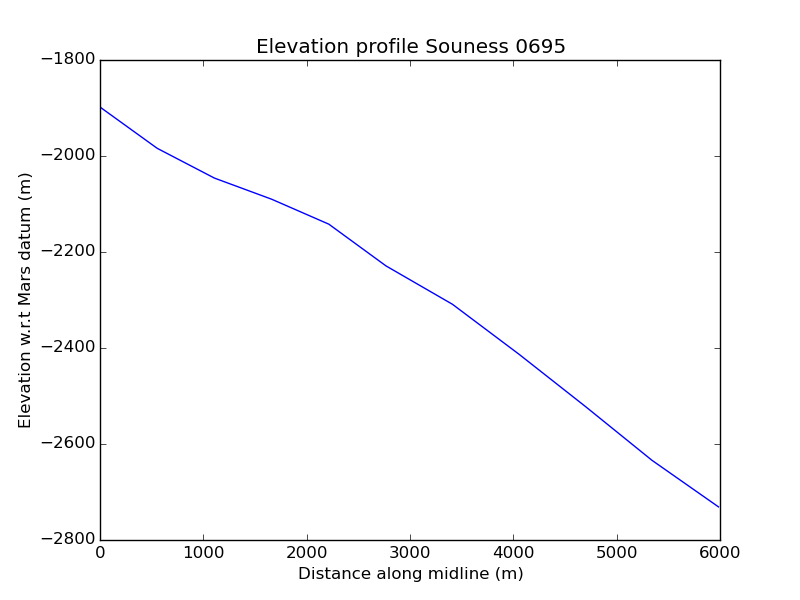 Elevation profile Souness 0695
−1800
−2000
−2200
−2400
−2600
−2800
Elevation w.r.t Mars datum (m)
0 1000 2000 3000 4000 5000 6000
Distance along midline (m)